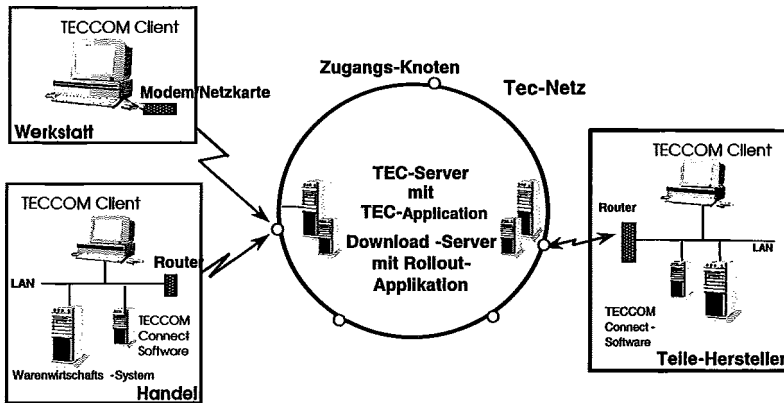 TECCOM Client
Modem/Netzkarte
Werkstatt
TECCOM Client
Router
LAN
TECCOM
Connect
Software
Warenwirtschafts -System
Handel
Zugangs-Knoten
Tec-Netz
TEC-Server
mit
TEC-Application
Download -Server
mit Rollout-
Applikation
TECCOM Client
Router
LAN
TECCOM
Connect -
Software
Teile-Hersteller